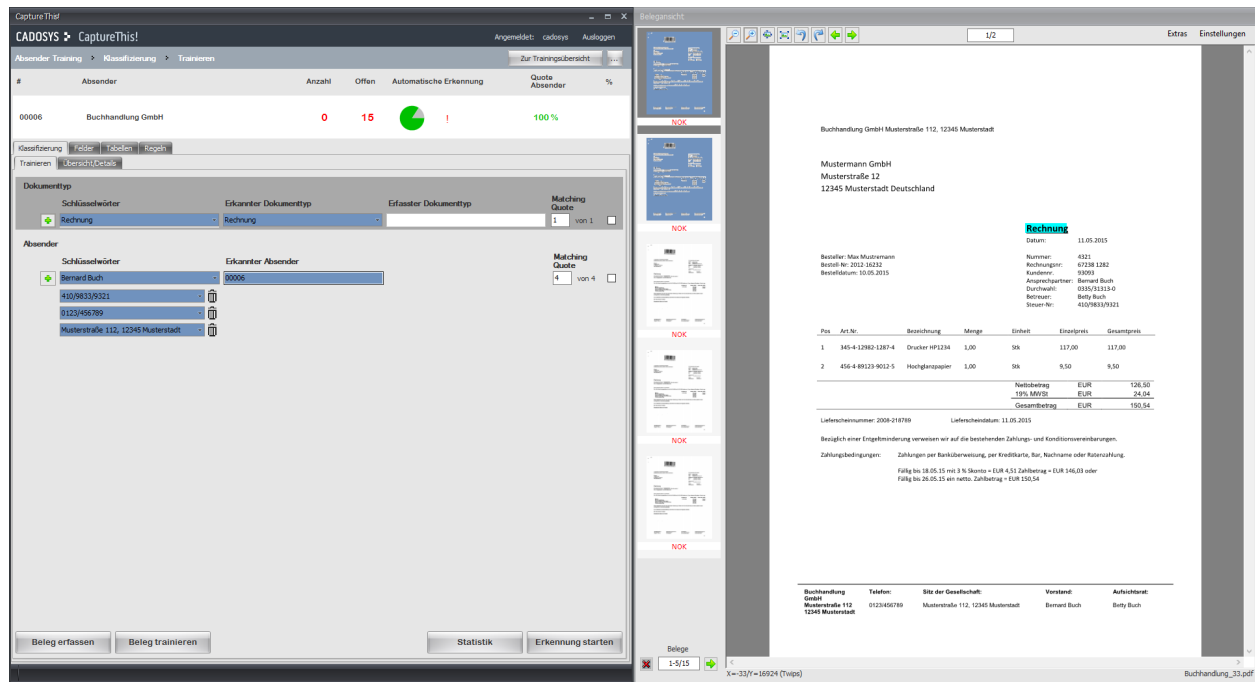 CaptureThis!
CADOSYS CaptureThis!
Angemeldet: cadosys Ausloggen
Absender Training > Klassifizierung > Trainieren
Zur Trainingsübersicht ...
# Absender Anzahl Offen Automatische Erkennung Quote Absender %
00006 Buchhandlung GmbH 0 15 ! 100 %
Klassifizierung Felder Tabellen Regeln
Trainieren Übersicht/Details
Dokumenttyp
Schlüsselwörter Erkannter Dokumenttyp Erfasster Dokumenttyp Matching Quote
Rechnung Rechnung 1 von 1
Absender
Schlüsselwörter Erkannter Absender Matching Quote
Bernard Buch 00006 4 von 4
410/9833/9321
0123/456789
Musterstraße 112, 12345 Musterstadt
Beleg erfassen Beleg trainieren Statistik Erkennung starten
Belegansicht
NOK
NOK
NOK
NOK
NOK
Belege
1-5/15
1/2
Extras Einstellungen
Buchhandlung GmbH Musterstraße 112, 12345 Musterstadt
Mustermann GmbH
Musterstraße 12
12345 Musterstadt Deutschland
Rechnung
Datum: 11.05.2015
Besteller: Max Mustremann Nummer: 4321
Bestell-Nr: 2012-16232 Rechnungsnr: 67238 1282
Bestelldatum: 10.05.2015 Kundennr. 93093
Ansprechpartner: Bernard Buch
Durchwahl: 0335/31313-0
Betreuer: Betty Buch
Steuer-Nr: 410/9833/9321
Pos Art.Nr. Bezeichnung Menge Einheit Einzelpreis Gesamtpreis
1 345-4-12982-1287-4 Drucker HP1234 1,00 Stk 117,00 117,00
2 456-4-89123-9012-5 Hochglanzpapier 1,00 Stk 9,50 9,50
Nettobetrag EUR 126,50
19% MWSt EUR 24,04
Gesamtbetrag EUR 150,54
Lieferscheinnummer: 2008-218789 Lieferscheindatum: 11.05.2015
Bezüglich einer Entgeltminderung verweisen wir auf die bestehenden Zahlungs- und Konditionsvereinbarungen.
Zahlungsbedingungen: Zahlungen per Banküberweisung, per Kreditkarte, Bar, Nachname oder Ratenzahlung.
Fällig bis 18.05.15 mit 3 % Skonto = EUR 4,51 Zahlbetrag = EUR 146,03 oder
Fällig bis 26.05.15 ein netto. Zahlbetrag = EUR 150,54
Buchhandlung GmbH Telefon: Sitz der Gesellschaft: Vorstand: Aufsichtsrat:
Musterstraße 112 0123/456789 Musterstadt 112, 12345 Musterstadt Bernard Buch Betty Buch
12345 Musterstadt
X=-33/Y=16924 (Twips)
Buchhandlung_33.pdf